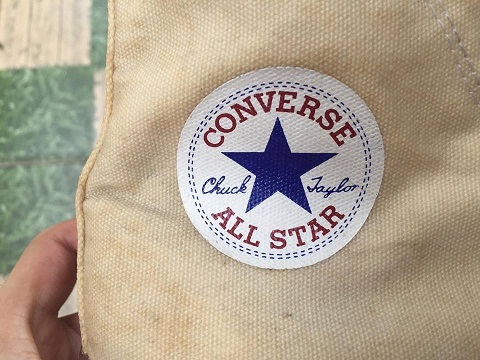 CONVERSE
Chuck Taylor
ALL STAR